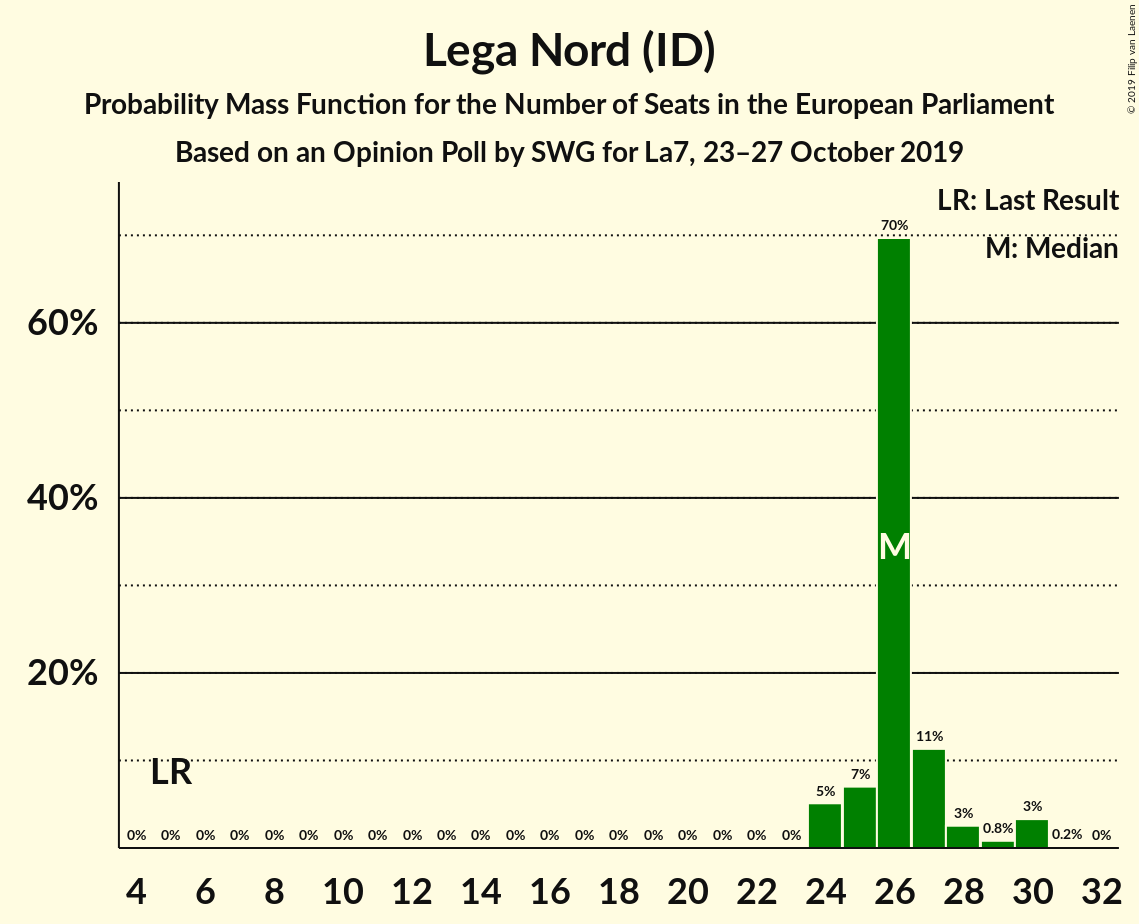 Lega Nord (ID)
Probability Mass Function for the Number of Seats in the European Parliament
Based on an Opinion Poll by SWG for La7, 23–27 October 2019
© 2019 Filip van Laenen
LR: Last Result
M: Median
60%
40%
20%
LR
M
0% 0% 0% 0% 0% 0% 0% 0% 0% 0% 0% 0% 0% 0% 0% 0% 0% 0% 0% 0% 5% 7% 70% 11% 3% 0.8% 3% 0.2% 0%
4 6 8 10 12 14 16 18 20 22 24 26 28 30 32